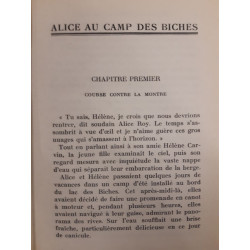 ALICE AU CAMP DES BICHES
CHAPITRE PREMIER
COURSE CONTRE LA MONTRE
« Tu sais, Hélène, je crois que nous devrions
rentrer, dit soudain Alice Roy. Le temps s'as-
sombrit à vue d'œil et je n'aime guère ces gros
nuages qui s'amassent à l'horizon. »
Tout en parlant ainsi à son amie Hélène Car-
vin, la jeune fille examinait le ciel, puis son
regard mesura avec inquiétude la vaste nappe
d'eau qui séparait leur embarcation de la berge.
Alice et Hélène passaient quelques jours de
vacances dans un camp d'été installé au bord
du lac des Biches. Cet après-midi-là, elles
avaient décidé de faire une promenade en canot
à moteur et, pendant plusieurs heures, elles
avaient navigué à leur guise, admirant le pano-
rama des rives. Sur l'eau soufflait une brise
fraîche, particulièrement délicieuse en ce jour
de canicule.